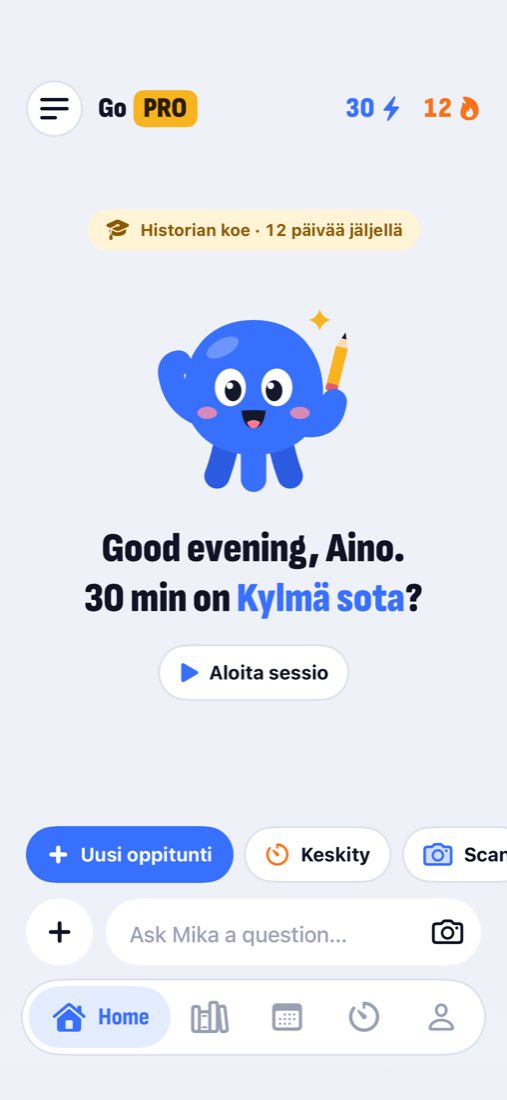 Go PRO
30
12
Historian koe · 12 päivää jäljellä
Good evening, Aino.
30 min on Kylmä sota?
Aloita sessio
Uusi oppitunti
Keskity
Scan
Ask Mika a question...
Home